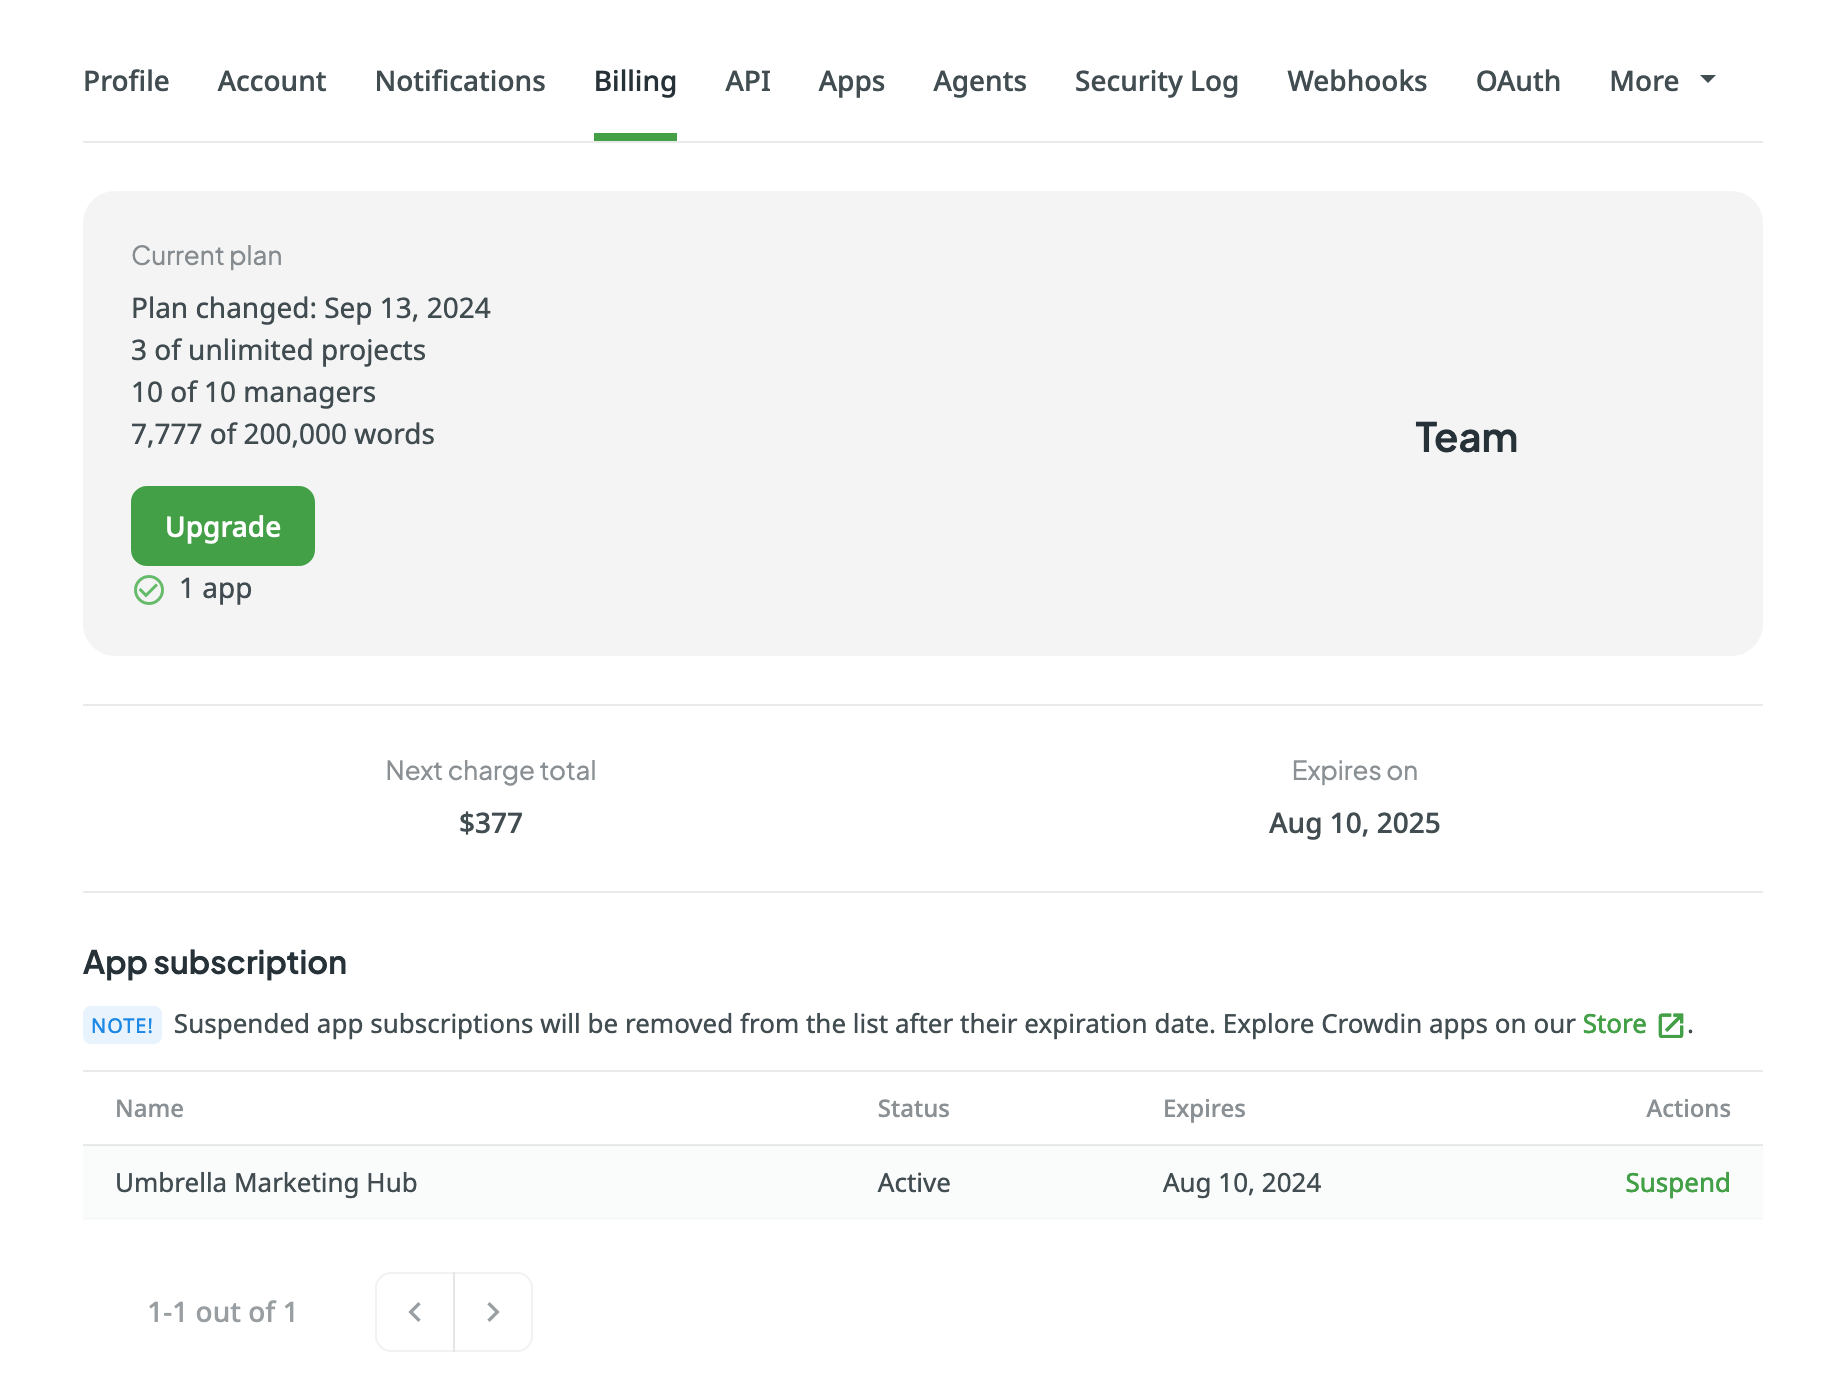 Profile Account Notifications Billing API Apps Agents Security Log Webhooks OAuth More
Current plan
Plan changed: Sep 13, 2024
3 of unlimited projects
10 of 10 managers
7,777 of 200,000 words
Team
Upgrade
1 app
Next charge total
$377
Expires on
Aug 10, 2025
App subscription
NOTE! Suspended app subscriptions will be removed from the list after their expiration date. Explore Crowdin apps on our Store.
Name Status Expires Actions
Umbrella Marketing Hub Active Aug 10, 2024 Suspend
1-1 out of 1